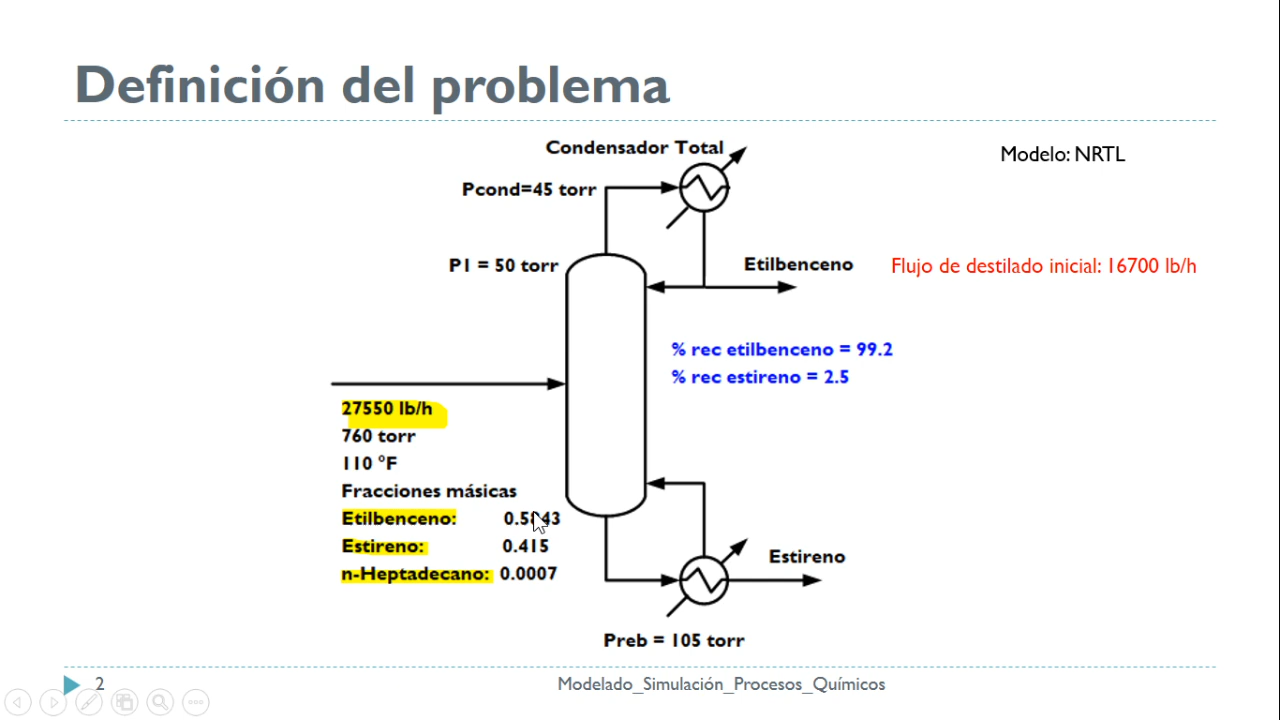 Definición del problema
Condensador Total
Modelo: NRTL
Pcond=45 torr
P1 = 50 torr
Etilbenceno
Flujo de destilado inicial: 16700 lb/h
% rec etilbenceno = 99.2
% rec estireno = 2.5
27550 lb/h
760 torr
110 °F
Fracciones másicas
Etilbenceno:
Estireno: 0.415
n-Heptadecano: 0.0007
Estireno
Preb = 105 torr
2
Modelado_Simulación_Procesos_Químicos